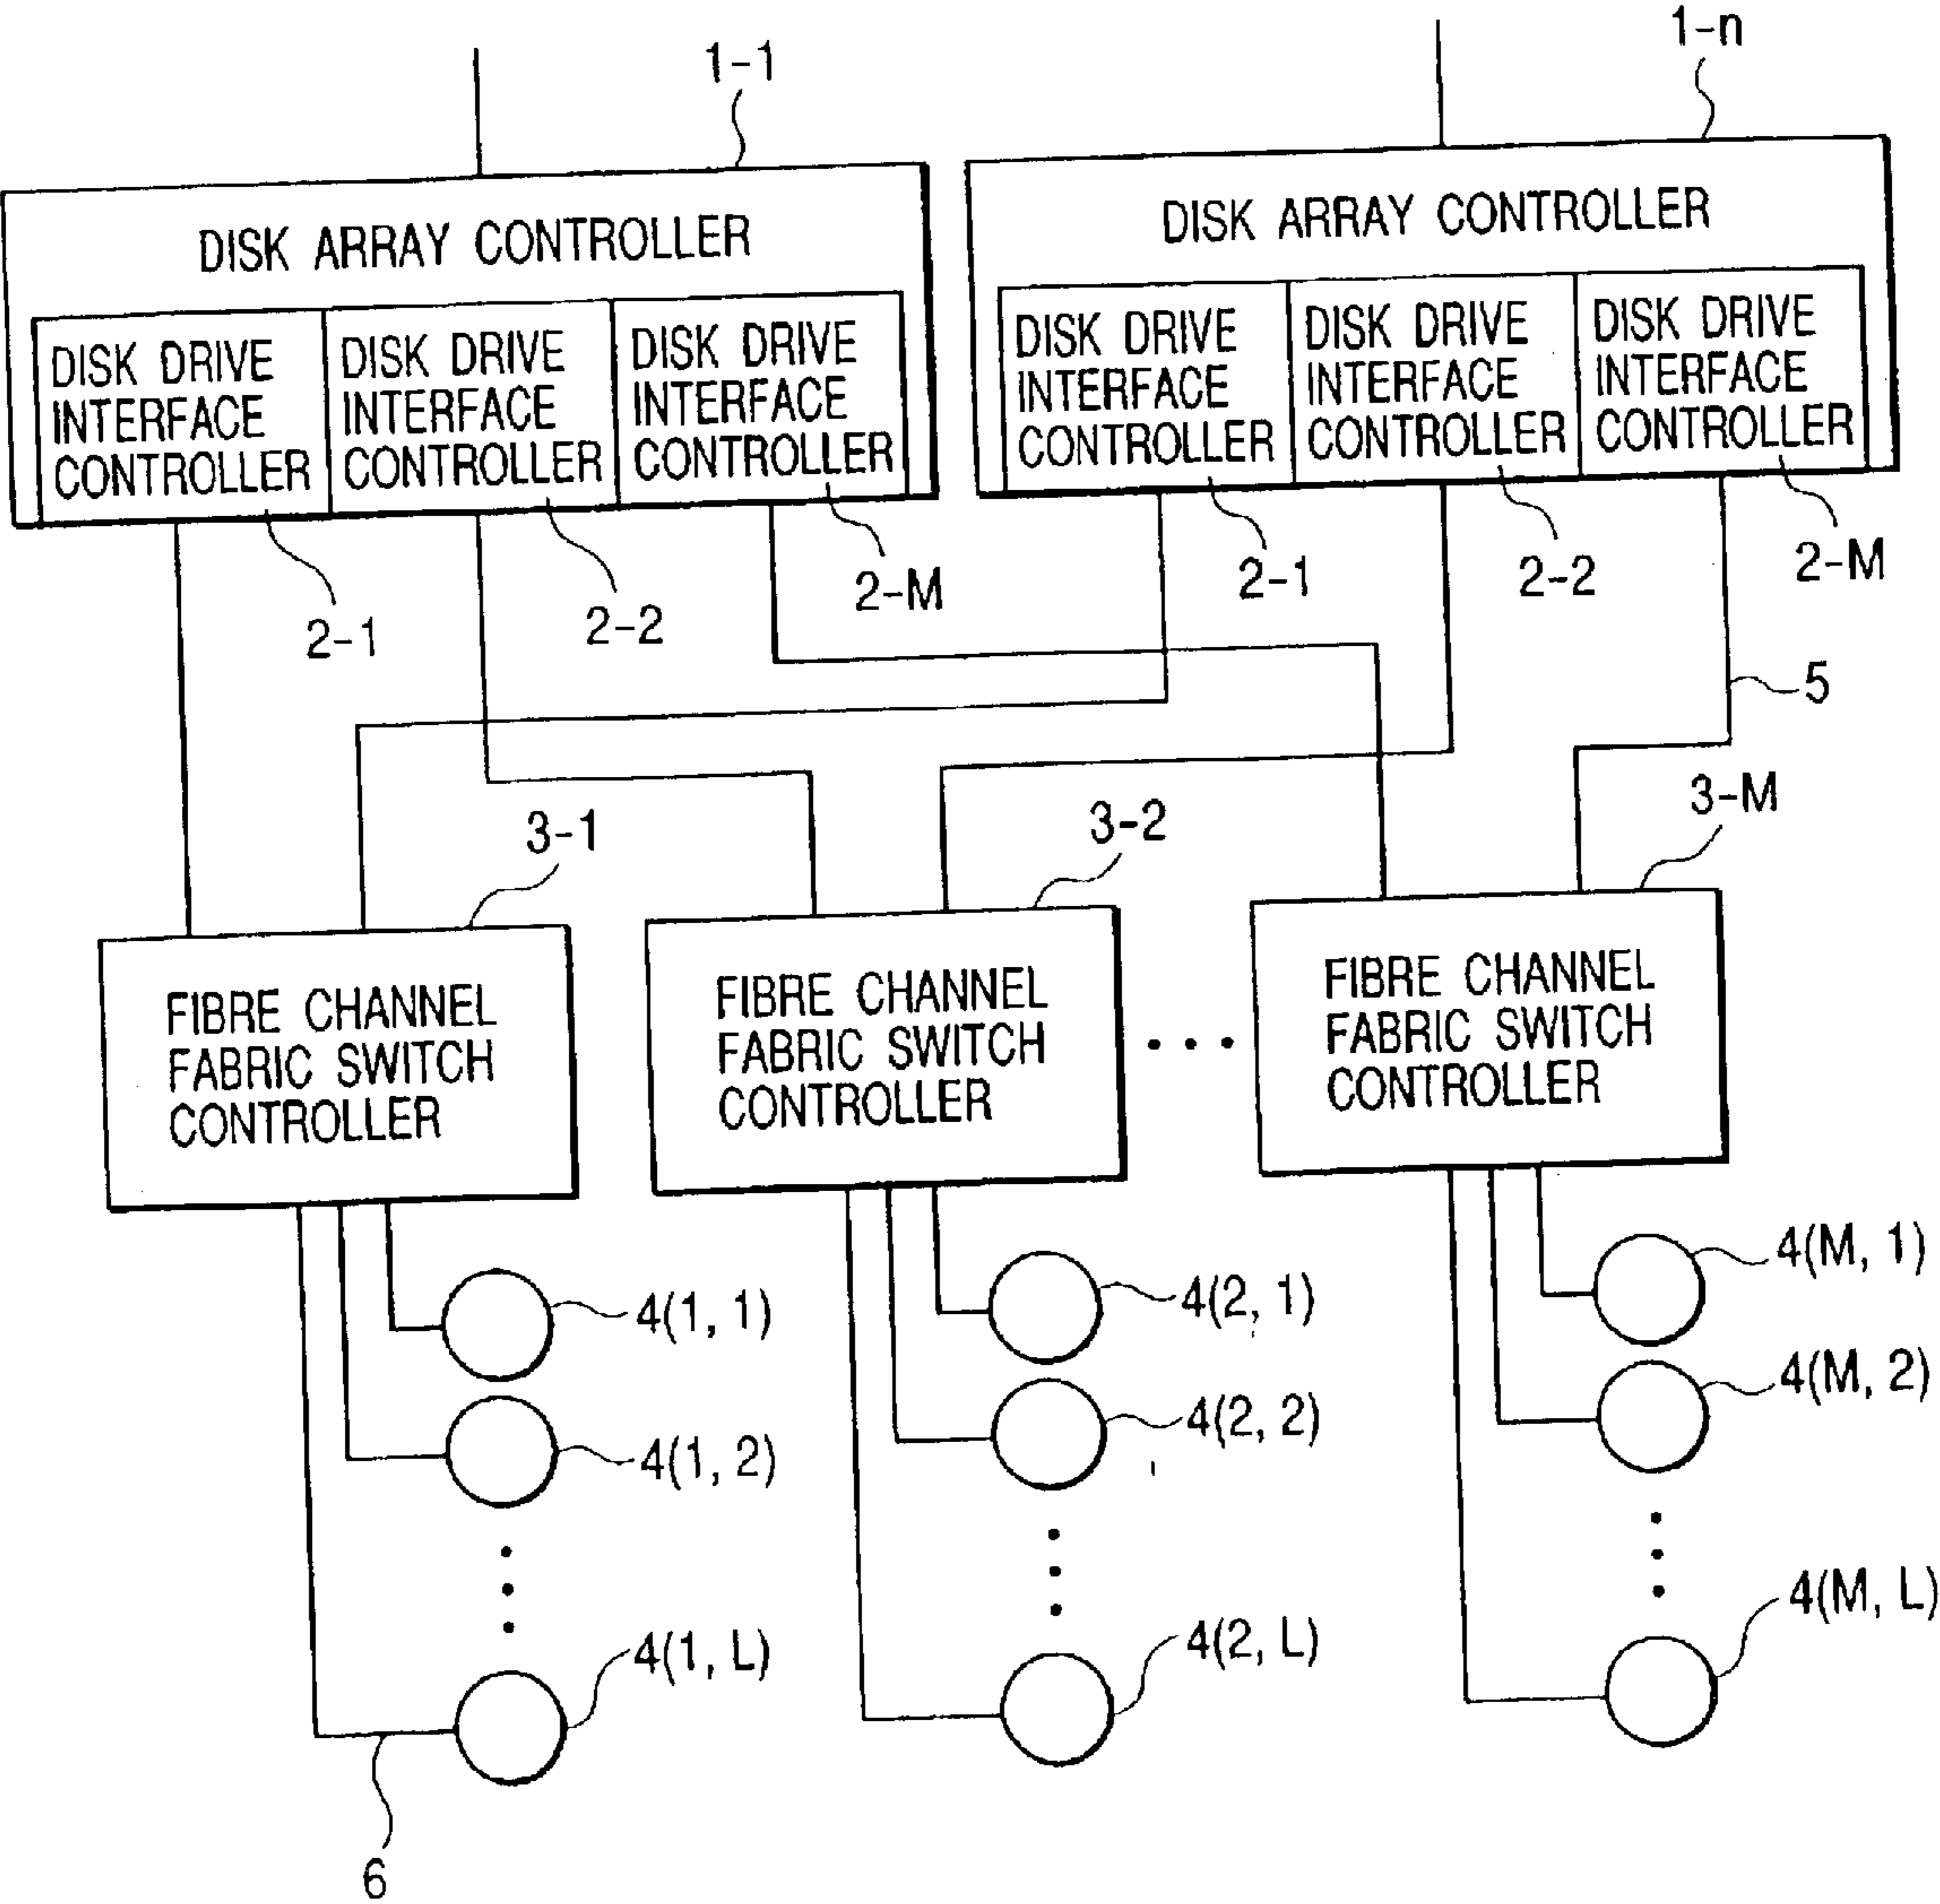 1-1
1-n
DISK ARRAY CONTROLLER
DISK ARRAY CONTROLLER
DISK DRIVE
INTERFACE
CONTROLLER
DISK DRIVE
INTERFACE
CONTROLLER
DISK DRIVE
INTERFACE
CONTROLLER
DISK DRIVE
INTERFACE
CONTROLLER
DISK DRIVE
INTERFACE
CONTROLLER
DISK DRIVE
INTERFACE
CONTROLLER
2-1
2-2
2-M
2-1
2-2
2-M
5
3-1
3-2
3-M
FIBRE CHANNEL
FABRIC SWITCH
CONTROLLER
FIBRE CHANNEL
FABRIC SWITCH
CONTROLLER
...
FIBRE CHANNEL
FABRIC SWITCH
CONTROLLER
4(1, 1)
4(2, 1)
4(M, 1)
4(1, 2)
4(2, 2)
4(M, 2)
4(1, L)
4(2, L)
4(M, L)
6